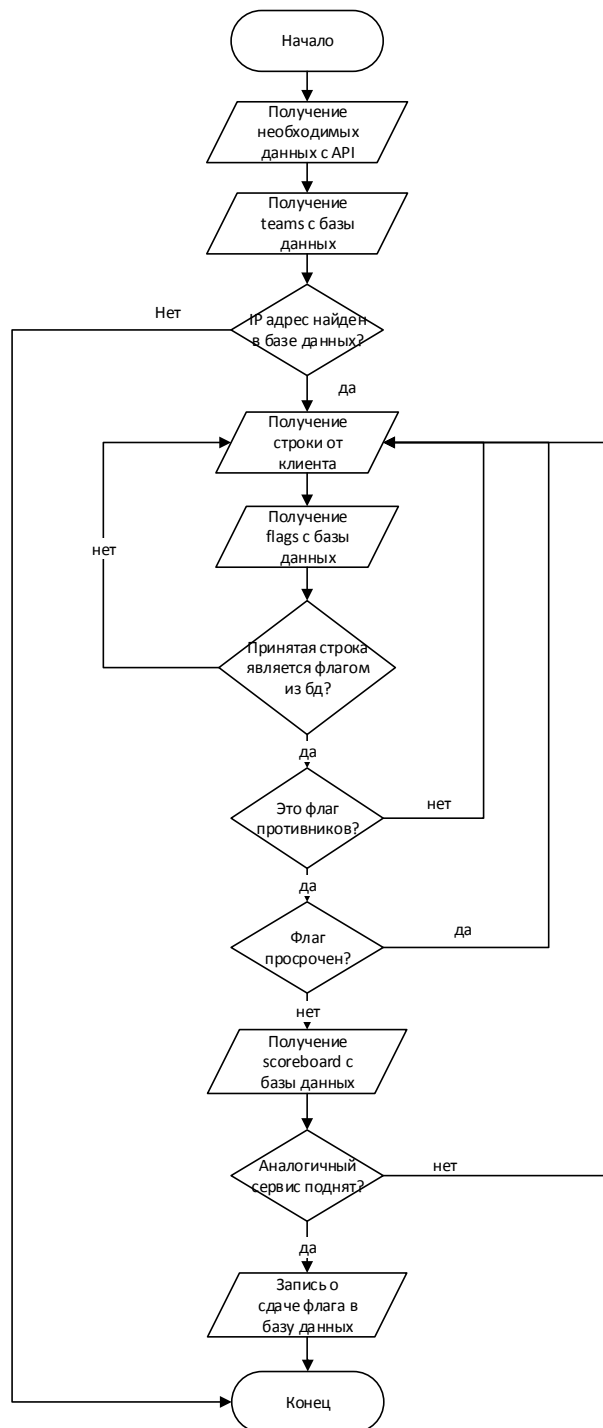 Начало
Получение
необходимых
данных с API
Получение
teams с базы
данных
Нет
IP адрес найден
в базе данных?
да
Получение
строки от
клиента
Получение
flags с базы
данных
нет
Принятая строка
является флагом
из бд?
да
Это флаг
противников?
нет
да
Флаг
просрочен?
да
нет
Получение
scoreboard с
базы данных
Аналогичный
сервис поднят?
нет
да
Запись о
сдаче флага в
базу данных
Конец